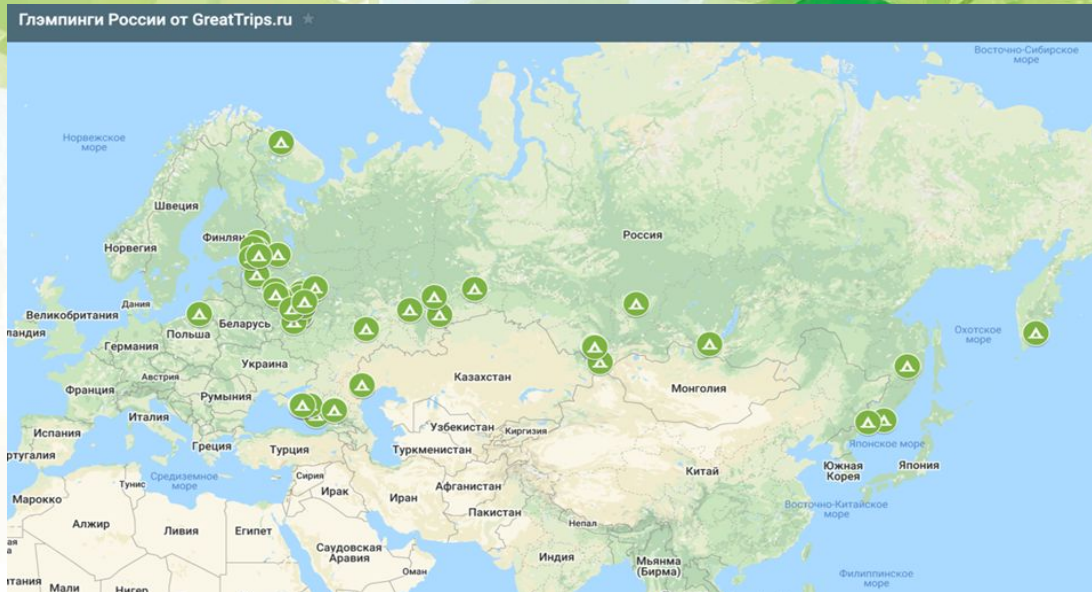 Глэмпинги России от GreatTrips.ru
Восточно-Сибирское
море
Норвежское
море
Швеция
Финлян
Россия
Норвегия
Дания
Великобритания
ландия
Беларусь
Польша
Германия
Охотское
море
Украина
Австрия
Казахстан
Франция
Румыния
Монголия
Италия
Испания
Узбекистан
Киргизия
Греция
Турция
Туркменистан
Японское море
ртугалия
Южная
Корея
Япония
Китай
Средиземное
море
Тунис
Сирия
Ирак
Иран
Афганистан
Марокко
Пакистан
Восточно-Китайское
море
Алжир
Ливия
Египет
Непал
Саудовская
Аравия
Индия
Мьянма
(Бирма)
Оман
Филиппинское
море
итания
Мали
Нигер